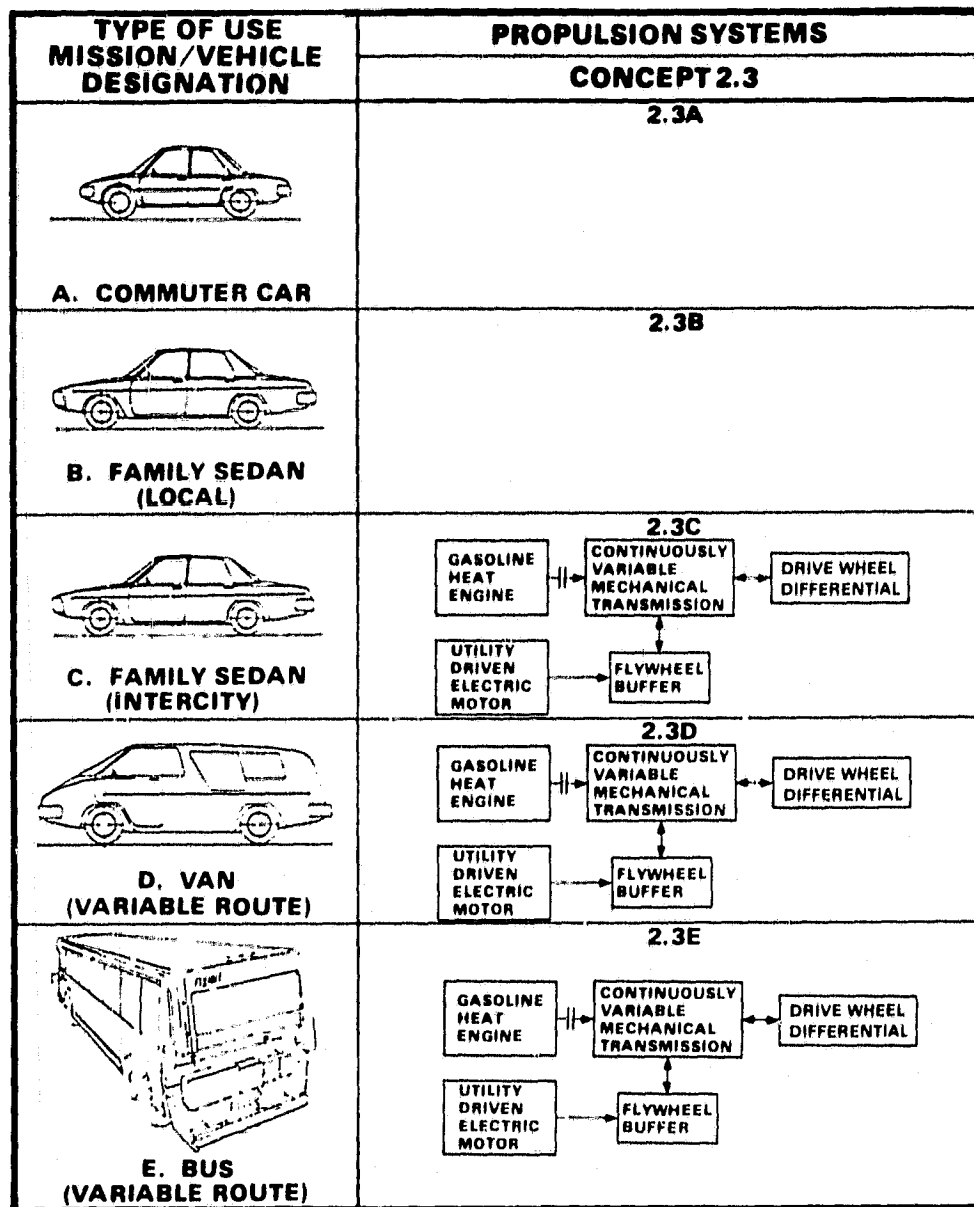 TYPE OF USE
MISSION/VEHICLE
DESIGNATION
PROPULSION SYSTEMS
CONCEPT 2.3
A. COMMUTER CAR
2.3A
B. FAMILY SEDAN
(LOCAL)
2.3B
C. FAMILY SEDAN
(INTERCITY)
2.3C
GASOLINE
HEAT
ENGINE
CONTINUOUSLY
VARIABLE
MECHANICAL
TRANSMISSION
DRIVE WHEEL
DIFFERENTIAL
UTILITY
DRIVEN
ELECTRIC
MOTOR
FLYWHEEL
BUFFER
D. VAN
(VARIABLE ROUTE)
2.3D
GASOLINE
HEAT
ENGINE
CONTINUOUSLY
VARIABLE
MECHANICAL
TRANSMISSION
DRIVE WHEEL
DIFFERENTIAL
UTILITY
DRIVEN
ELECTRIC
MOTOR
FLYWHEEL
BUFFER
E. BUS
(VARIABLE ROUTE)
2.3E
GASOLINE
HEAT
ENGINE
CONTINUOUSLY
VARIABLE
MECHANICAL
TRANSMISSION
DRIVE WHEEL
DIFFERENTIAL
UTILITY
DRIVEN
ELECTRIC
MOTOR
FLYWHEEL
BUFFER